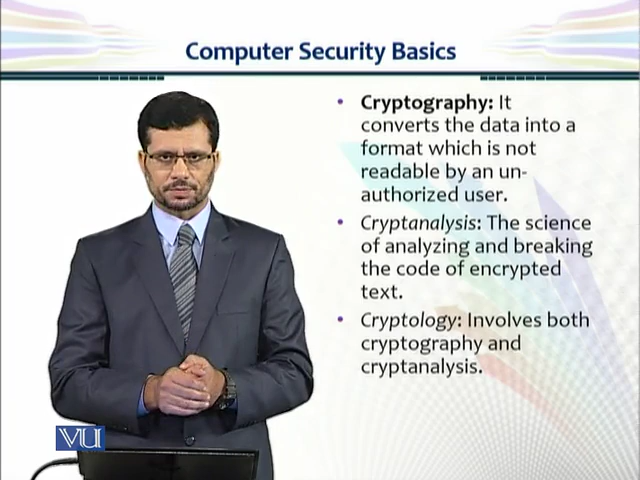 Computer Security Basics
• Cryptography: It
converts the data into a
format which is not
readable by an un-
authorized user.
• Cryptanalysis: The science
of analyzing and breaking
the code of encrypted
text.
• Cryptology: Involves both
cryptography and
cryptanalysis.
VU